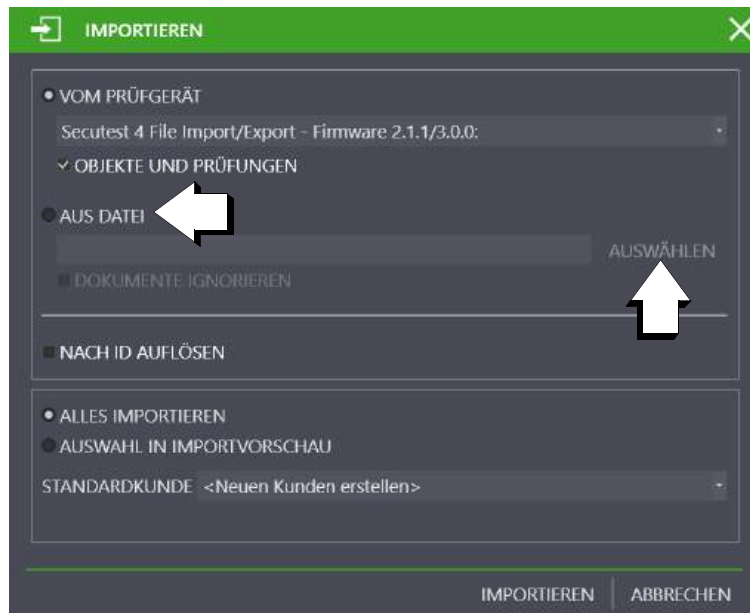 IMPORTIEREN
VOM PRÜFGERÄT
Secutest 4 File Import/Export - Firmware 2.1.1/3.0.0:
OBJEKTE UND PRÜFUNGEN
AUS DATEI
AUSWÄHLEN
DOKUMENTE IGNORIEREN
NACH ID AUFLÖSEN
ALLES IMPORTIEREN
AUSWAHL IN IMPORTVORSCHAU
STANDARDKUNDE <Neuen Kunden erstellen>
IMPORTIEREN ABBRECHEN